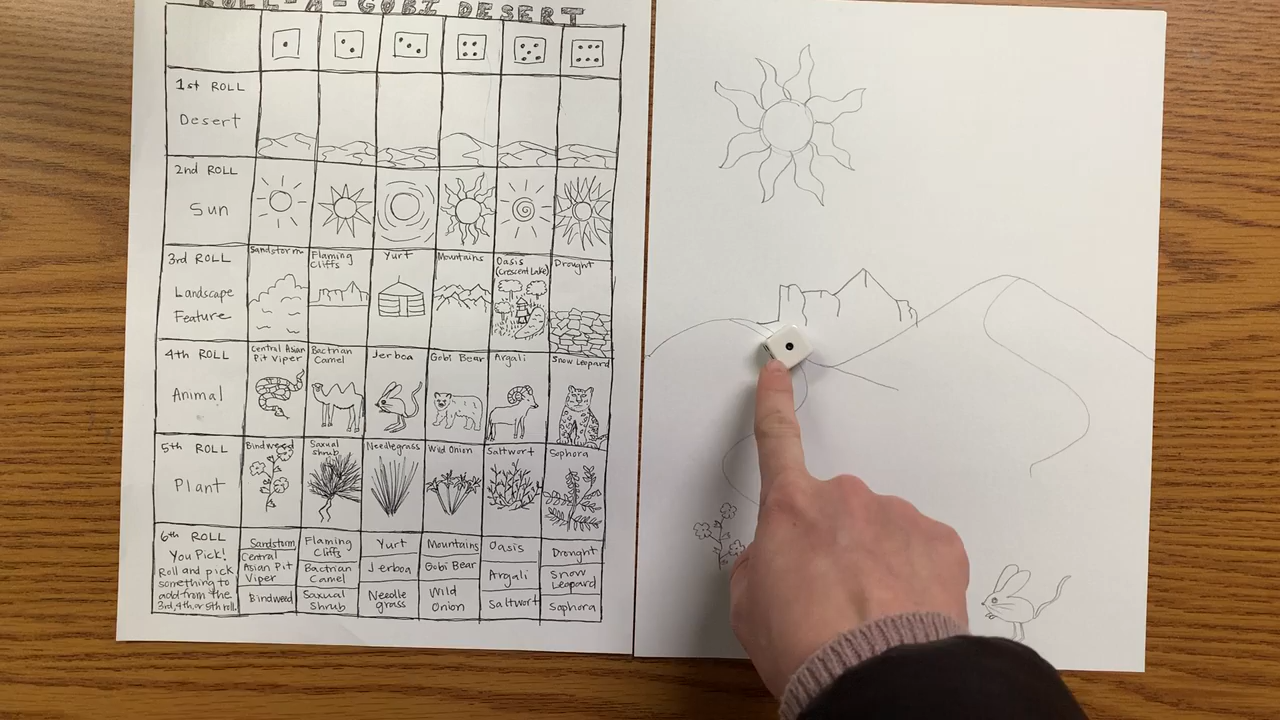 ROLL-A-GOBI DESERT
1st ROLL
Desert
2nd ROLL
Sun
3rd ROLL
Landscape
Feature
Sandstorm
Flaming
Cliffs
Yurt
Mountains
Oasis
(Crescent Lake)
Drought
4th ROLL
Animal
Central Asian
Pit Viper
Bactrian
Camel
Jerboa
Gobi Bear
Argali
Snow Leopard
5th ROLL
Plant
Bindweed
Saxual
Shrub
Needlegrass
Wild Onion
Saltwort
Sophora
6th ROLL
You Pick!
Roll and pick
something to
add from the
3rd, 4th, or 5th roll.
Sandstorm
Central
Asian Pit
Viper
Bindweed
Flaming
Cliffs
Bactrian
Camel
Saxual
Shrub
Yurt
Jerboa
Needle
grass
Mountains
Gobi Bear
Wild
Onion
Oasis
Argali
Saltwort
Drought
Snow
Leopard
Sophora